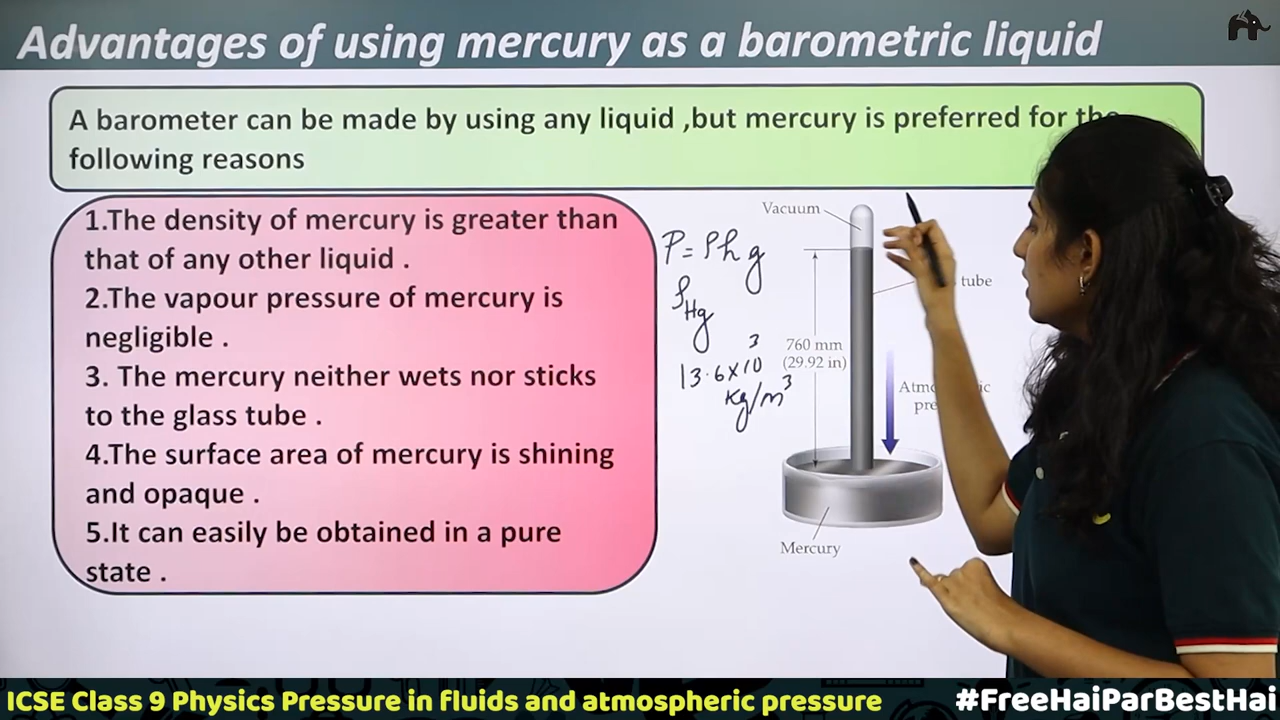 Advantages of using mercury as a barometric liquid
A barometer can be made by using any liquid ,but mercury is preferred for the
following reasons
1.The density of mercury is greater than
that of any other liquid .
2.The vapour pressure of mercury is
negligible .
3. The mercury neither wets nor sticks
to the glass tube .
4.The surface area of mercury is shining
and opaque .
5.It can easily be obtained in a pure
state .
P = ρhg
ρHg
13.6×10³
kg/m³
Vacuum
tube
760 mm
(29.92 in)
Mercury
ICSE Class 9 Physics Pressure in fluids and atmospheric pressure
#FreeHaiParBestHai